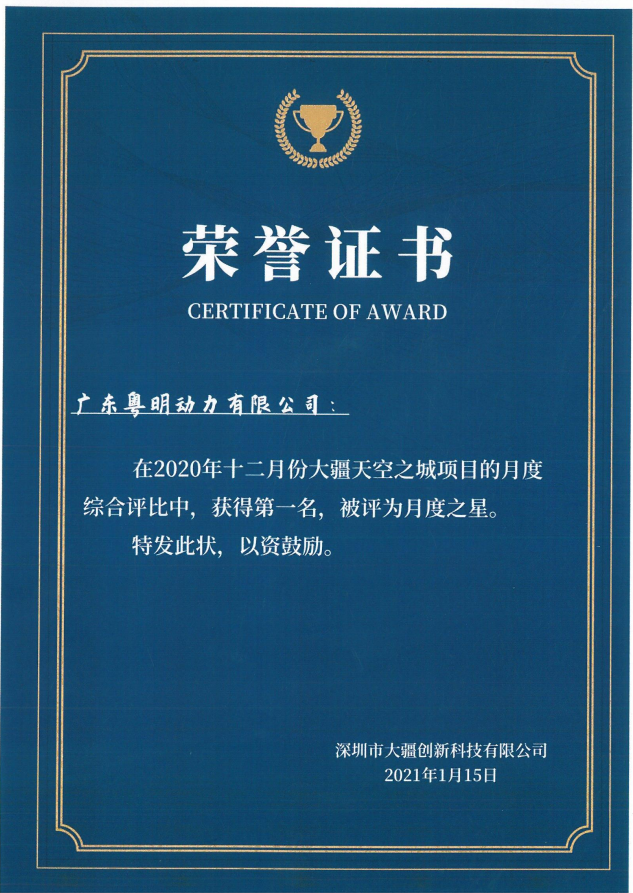 荣誉证书
CERTIFICATE OF AWARD
广东粤明动力有限公司：
在2020年十二月份大疆天空之城项目的月度
综合评比中，获得第一名，被评为月度之星。
特发此状，以资鼓励。
深圳市大疆创新科技有限公司
2021年1月15日